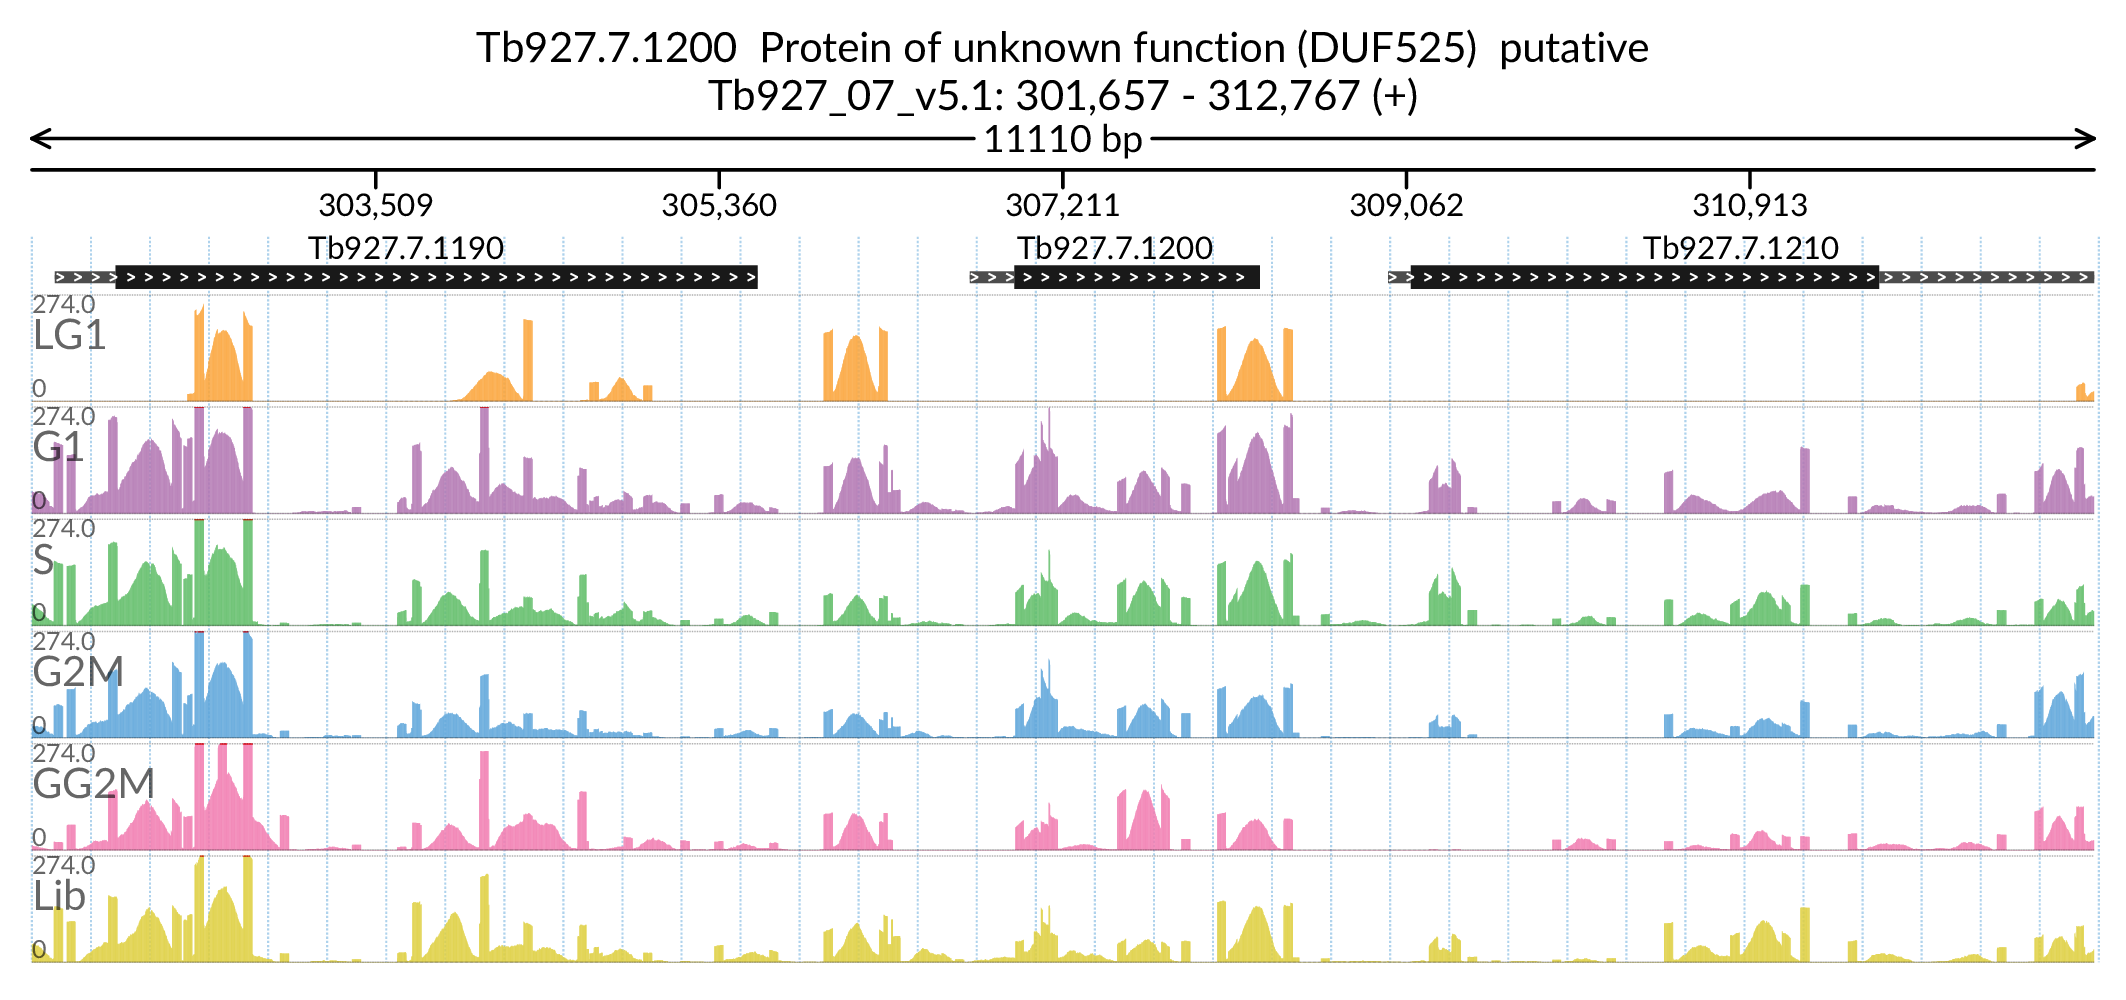 Tb927.7.1200  Protein of unknown function (DUF525)  putative
Tb927_07_v5.1: 301,657 - 312,767 (+)
11110 bp
303,509 305,360 307,211 309,062 310,913
Tb927.7.1190 Tb927.7.1200 Tb927.7.1210
274.0
LG1
0
274.0
G1
0
274.0
S
0
274.0
G2M
0
274.0
GG2M
0
274.0
Lib
0